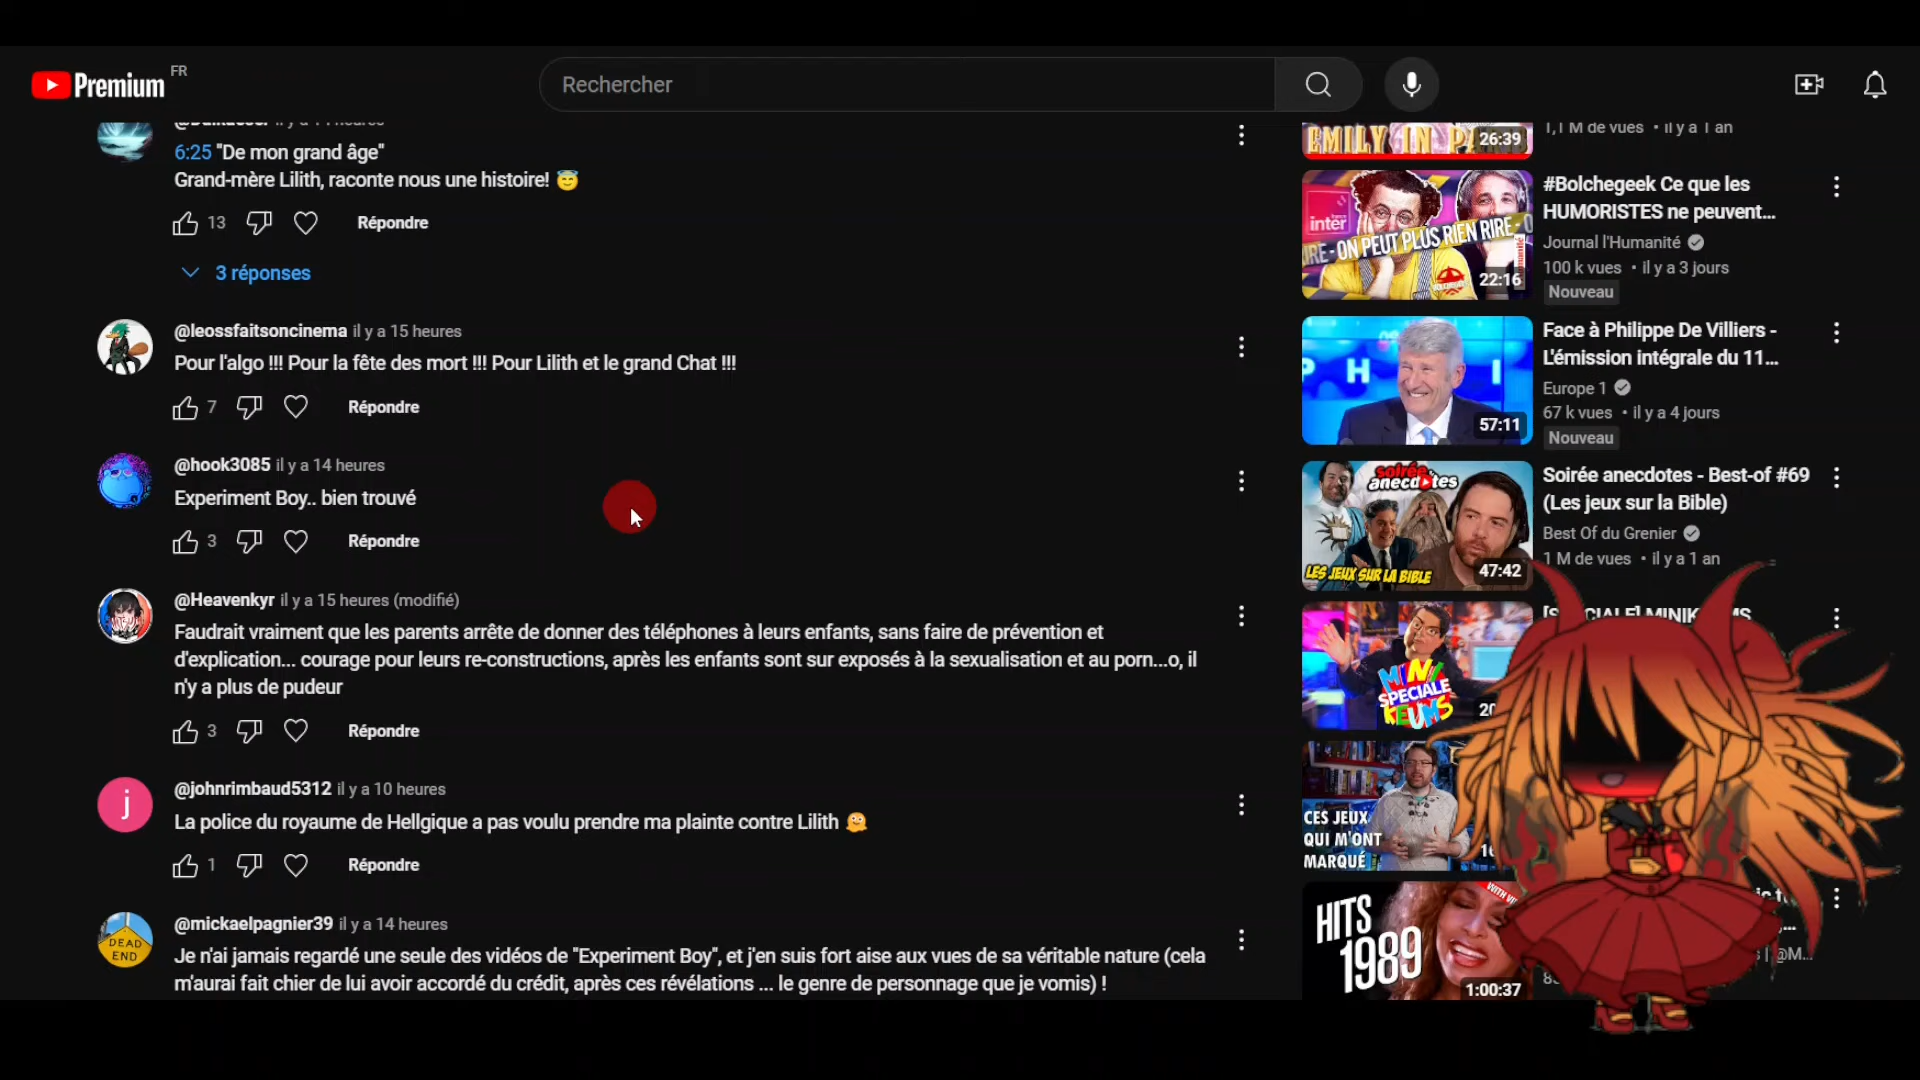 Premium FR
Rechercher
6:25 "De mon grand âge"
Grand-mère Lilith, raconte nous une histoire! 😇
13 Répondre
3 réponses
@leossfaitsoncinema il y a 15 heures
Pour l'algo !!! Pour la fête des mort !!! Pour Lilith et le grand Chat !!!
7 Répondre
@hook3085 il y a 14 heures
Experiment Boy.. bien trouvé
3 Répondre
@Heavenkyr il y a 15 heures (modifié)
Faudrait vraiment que les parents arrête de donner des téléphones à leurs enfants, sans faire de prévention et
d'explication... courage pour leurs re-constructions, après les enfants sont sur exposés à la sexualisation et au porn...o, il
n'y a plus de pudeur
3 Répondre
@johnrimbaud5312 il y a 10 heures
j
La police du royaume de Hellgique a pas voulu prendre ma plainte contre Lilith 🫠
1 Répondre
@mickaelpagnier39 il y a 14 heures
DEAD
END
Je n'ai jamais regardé une seule des vidéos de "Experiment Boy", et j'en suis fort aise aux vues de sa véritable nature (cela
m'aurai fait chier de lui avoir accordé du crédit, après ces révélations ... le genre de personnage que je vomis) !
EMILY IN
26:39
1,1 M de vues • il y a 1 an
france
inter
IRE - ON PEUT PLUS RIEN RIRE -
22:16
#Bolchegeek Ce que les
HUMORISTES ne peuvent...
Journal l'Humanité
100 k vues • il y a 3 jours
Nouveau
P H I
57:11
Face à Philippe De Villiers -
L'émission intégrale du 11...
Europe 1
67 k vues • il y a 4 jours
Nouveau
soirée
anecdotes
LES JEUX SUR LA BIBLE
47:42
Soirée anecdotes - Best-of #69
(Les jeux sur la Bible)
Best Of du Grenier
1 M de vues • il y a 1 an
MINI
SPECIALE
KEUMS
CES JEUX
QUI M'ONT
MARQUÉ
HITS
1989
1:00:37